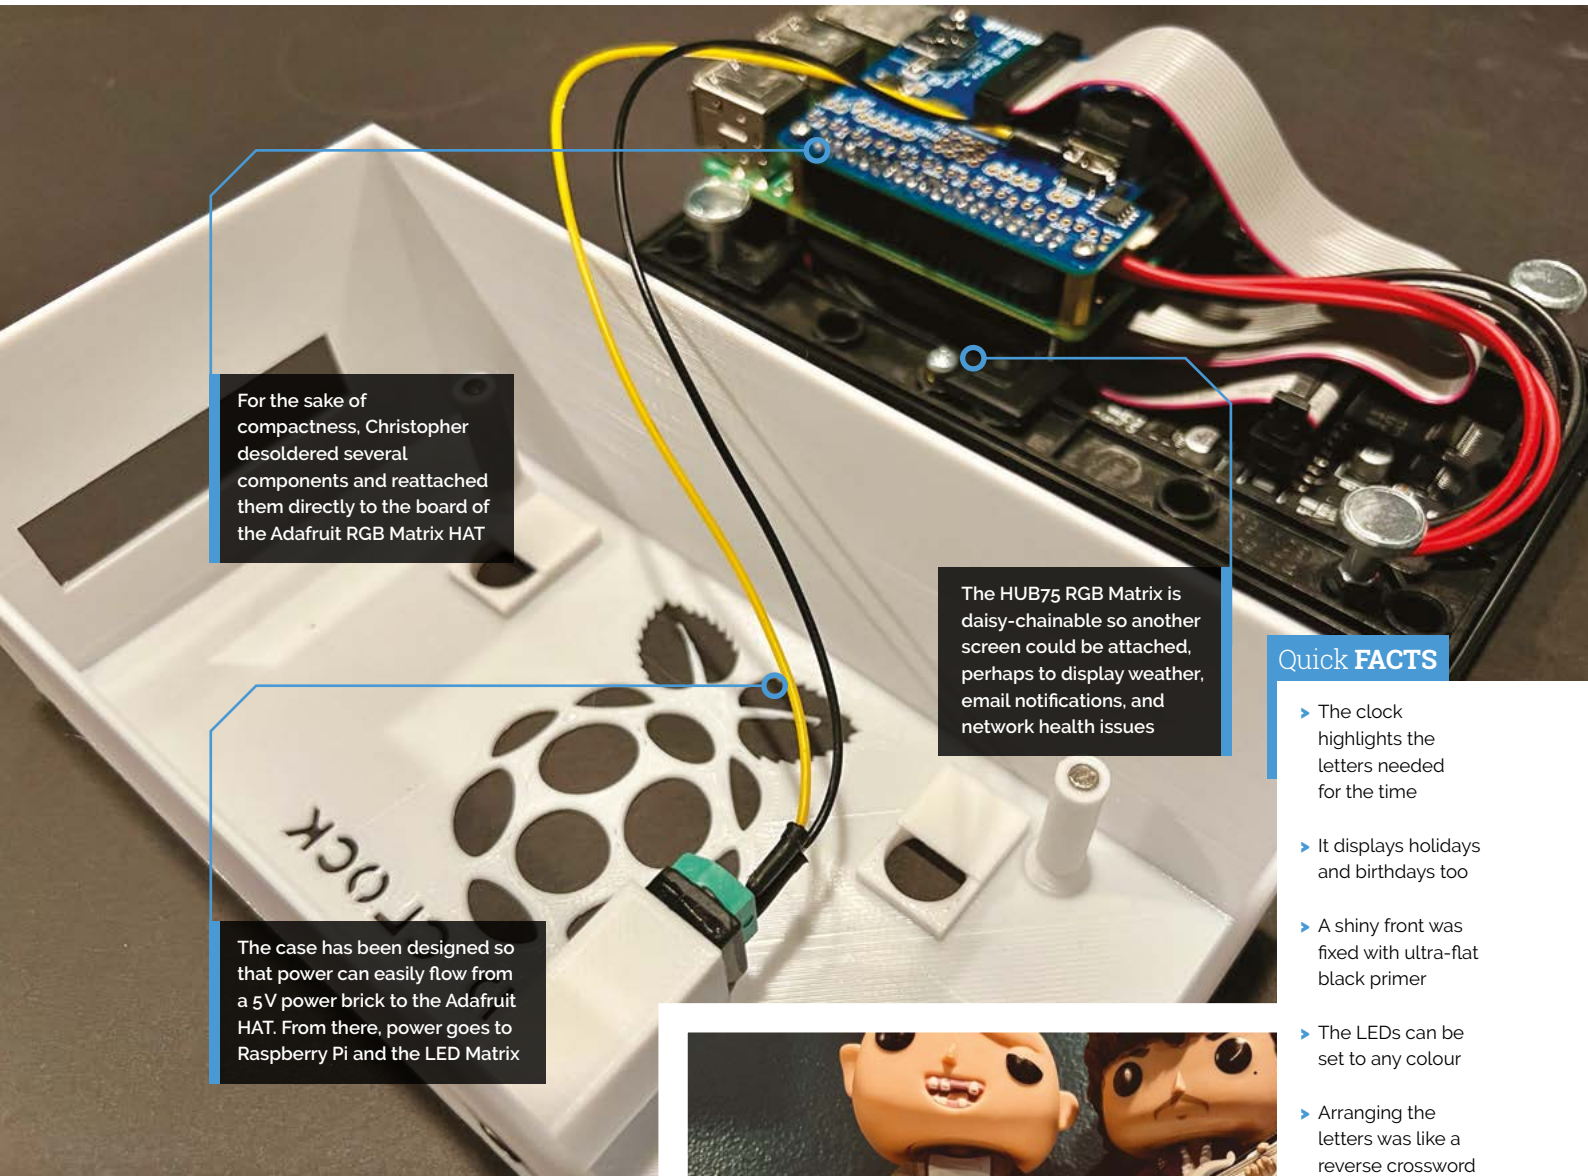 For the sake of
compactness, Christopher
desoldered several
components and reattached
them directly to the board of
the Adafruit RGB Matrix HAT
The HUB75 RGB Matrix is
daisy-chainable so another
screen could be attached,
perhaps to display weather,
email notifications, and
network health issues
The case has been designed so
that power can easily flow from
a 5 V power brick to the Adafruit
HAT. From there, power goes to
Raspberry Pi and the LED Matrix
Quick FACTS
> The clock
highlights the
letters needed
for the time
> It displays holidays
and birthdays too
> A shiny front was
fixed with ultra-flat
black primer
> The LEDs can be
set to any colour
> Arranging the
letters was like a
reverse crossword